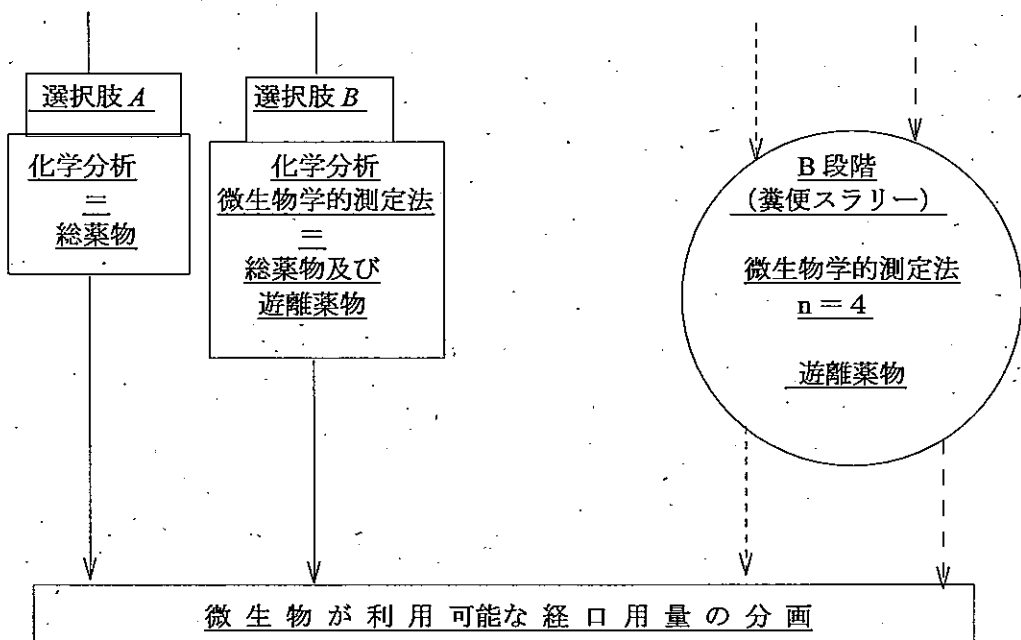 選択肢 A
化学分析
＝
総薬物
選択肢 B
化学分析
微生物学的測定法
＝
総薬物及び
遊離薬物
B 段階
（糞便スラリー）
微生物学的測定法
n＝4
遊離薬物
微生物が利用可能な経口用量の分画